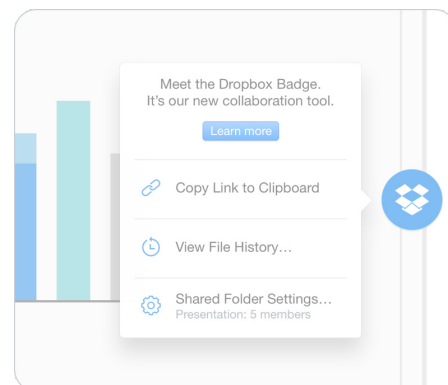 Meet the Dropbox Badge.
It's our new collaboration tool.
Learn more
Copy Link to Clipboard
View File History…
Shared Folder Settings…
Presentation: 5 members